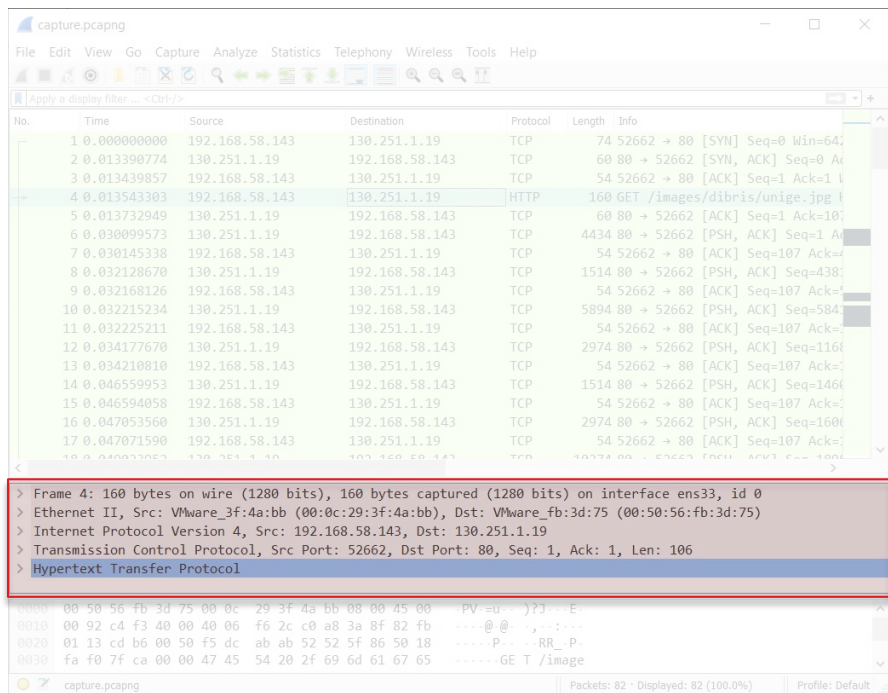 capture.pcapng
File Edit View Go Capture Analyze Statistics Telephony Wireless Tools Help
Apply a display filter ... <Ctrl-/>
No. Time Source Destination Protocol Length Info
1 0.000000000 192.168.58.143 130.251.1.19 TCP 74 52662 → 80 [SYN] Seq=0 Win=642
2 0.013390774 130.251.1.19 192.168.58.143 TCP 60 80 → 52662 [SYN, ACK] Seq=0 Ac
3 0.013439857 192.168.58.143 130.251.1.19 TCP 54 52662 → 80 [ACK] Seq=1 Ack=1 W
4 0.013543303 192.168.58.143 130.251.1.19 HTTP 160 GET /images/dibris/unige.jpg H
5 0.013732949 130.251.1.19 192.168.58.143 TCP 60 80 → 52662 [ACK] Seq=1 Ack=107
6 0.030099573 130.251.1.19 192.168.58.143 TCP 4434 80 → 52662 [PSH, ACK] Seq=1 A
7 0.030145338 192.168.58.143 130.251.1.19 TCP 54 52662 → 80 [ACK] Seq=107 Ack=4
8 0.032128670 130.251.1.19 192.168.58.143 TCP 1514 80 → 52662 [PSH, ACK] Seq=4381
9 0.032168126 192.168.58.143 130.251.1.19 TCP 54 52662 → 80 [ACK] Seq=107 Ack=5
10 0.032215234 130.251.1.19 192.168.58.143 TCP 5894 80 → 52662 [PSH, ACK] Seq=5841
11 0.032225211 192.168.58.143 130.251.1.19 TCP 54 52662 → 80 [ACK] Seq=107 Ack=1
12 0.034177670 130.251.1.19 192.168.58.143 TCP 2974 80 → 52662 [PSH, ACK] Seq=1168
13 0.034210810 192.168.58.143 130.251.1.19 TCP 54 52662 → 80 [ACK] Seq=107 Ack=1
14 0.046559953 130.251.1.19 192.168.58.143 TCP 1514 80 → 52662 [PSH, ACK] Seq=1460
15 0.046594058 192.168.58.143 130.251.1.19 TCP 54 52662 → 80 [ACK] Seq=107 Ack=1
16 0.047053560 130.251.1.19 192.168.58.143 TCP 2974 80 → 52662 [PSH, ACK] Seq=1606
17 0.047071590 192.168.58.143 130.251.1.19 TCP 54 52662 → 80 [ACK] Seq=107 Ack=1
> Frame 4: 160 bytes on wire (1280 bits), 160 bytes captured (1280 bits) on interface ens33, id 0
> Ethernet II, Src: VMware_3f:4a:bb (00:0c:29:3f:4a:bb), Dst: VMware_fb:3d:75 (00:50:56:fb:3d:75)
> Internet Protocol Version 4, Src: 192.168.58.143, Dst: 130.251.1.19
> Transmission Control Protocol, Src Port: 52662, Dst Port: 80, Seq: 1, Ack: 1, Len: 106
> Hypertext Transfer Protocol
0000 00 50 56 fb 3d 75 00 0c 29 3f 4a bb 08 00 45 00 ·PV·=u·· )?J···E·
0010 00 92 c4 f3 40 00 40 06 f6 2c c0 a8 3a 8f 82 fb ····@·@· ·,··:···
0020 01 13 cd b6 00 50 f5 dc ab ab 52 52 5f 86 50 18 ·····P·· ··RR_·P·
0030 fa f0 7f ca 00 00 47 45 54 20 2f 69 6d 61 67 65 ······GE T /image
capture.pcapng Packets: 82 · Displayed: 82 (100.0%) Profile: Default